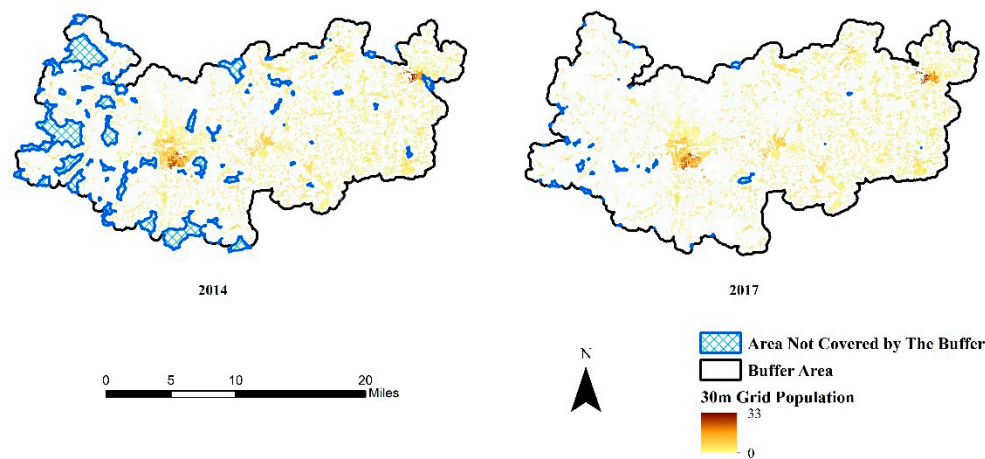 2014
2017
0
5
10
20
Miles
N
Area Not Covered by The Buffer
Buffer Area
30m Grid Population
33
0